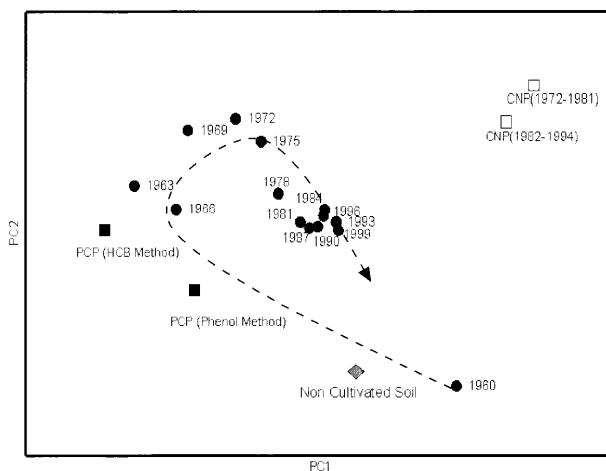 CNP(1972-1981)
1972
CNP(1982-1994)
1969
1975
1963
1978
1966
1984
1996
1981
1993
1987
1990
1999
PC2
PCP (HCB Method)
PCP (Phenol Method)
1960
Non Cultivated Soil
PC1